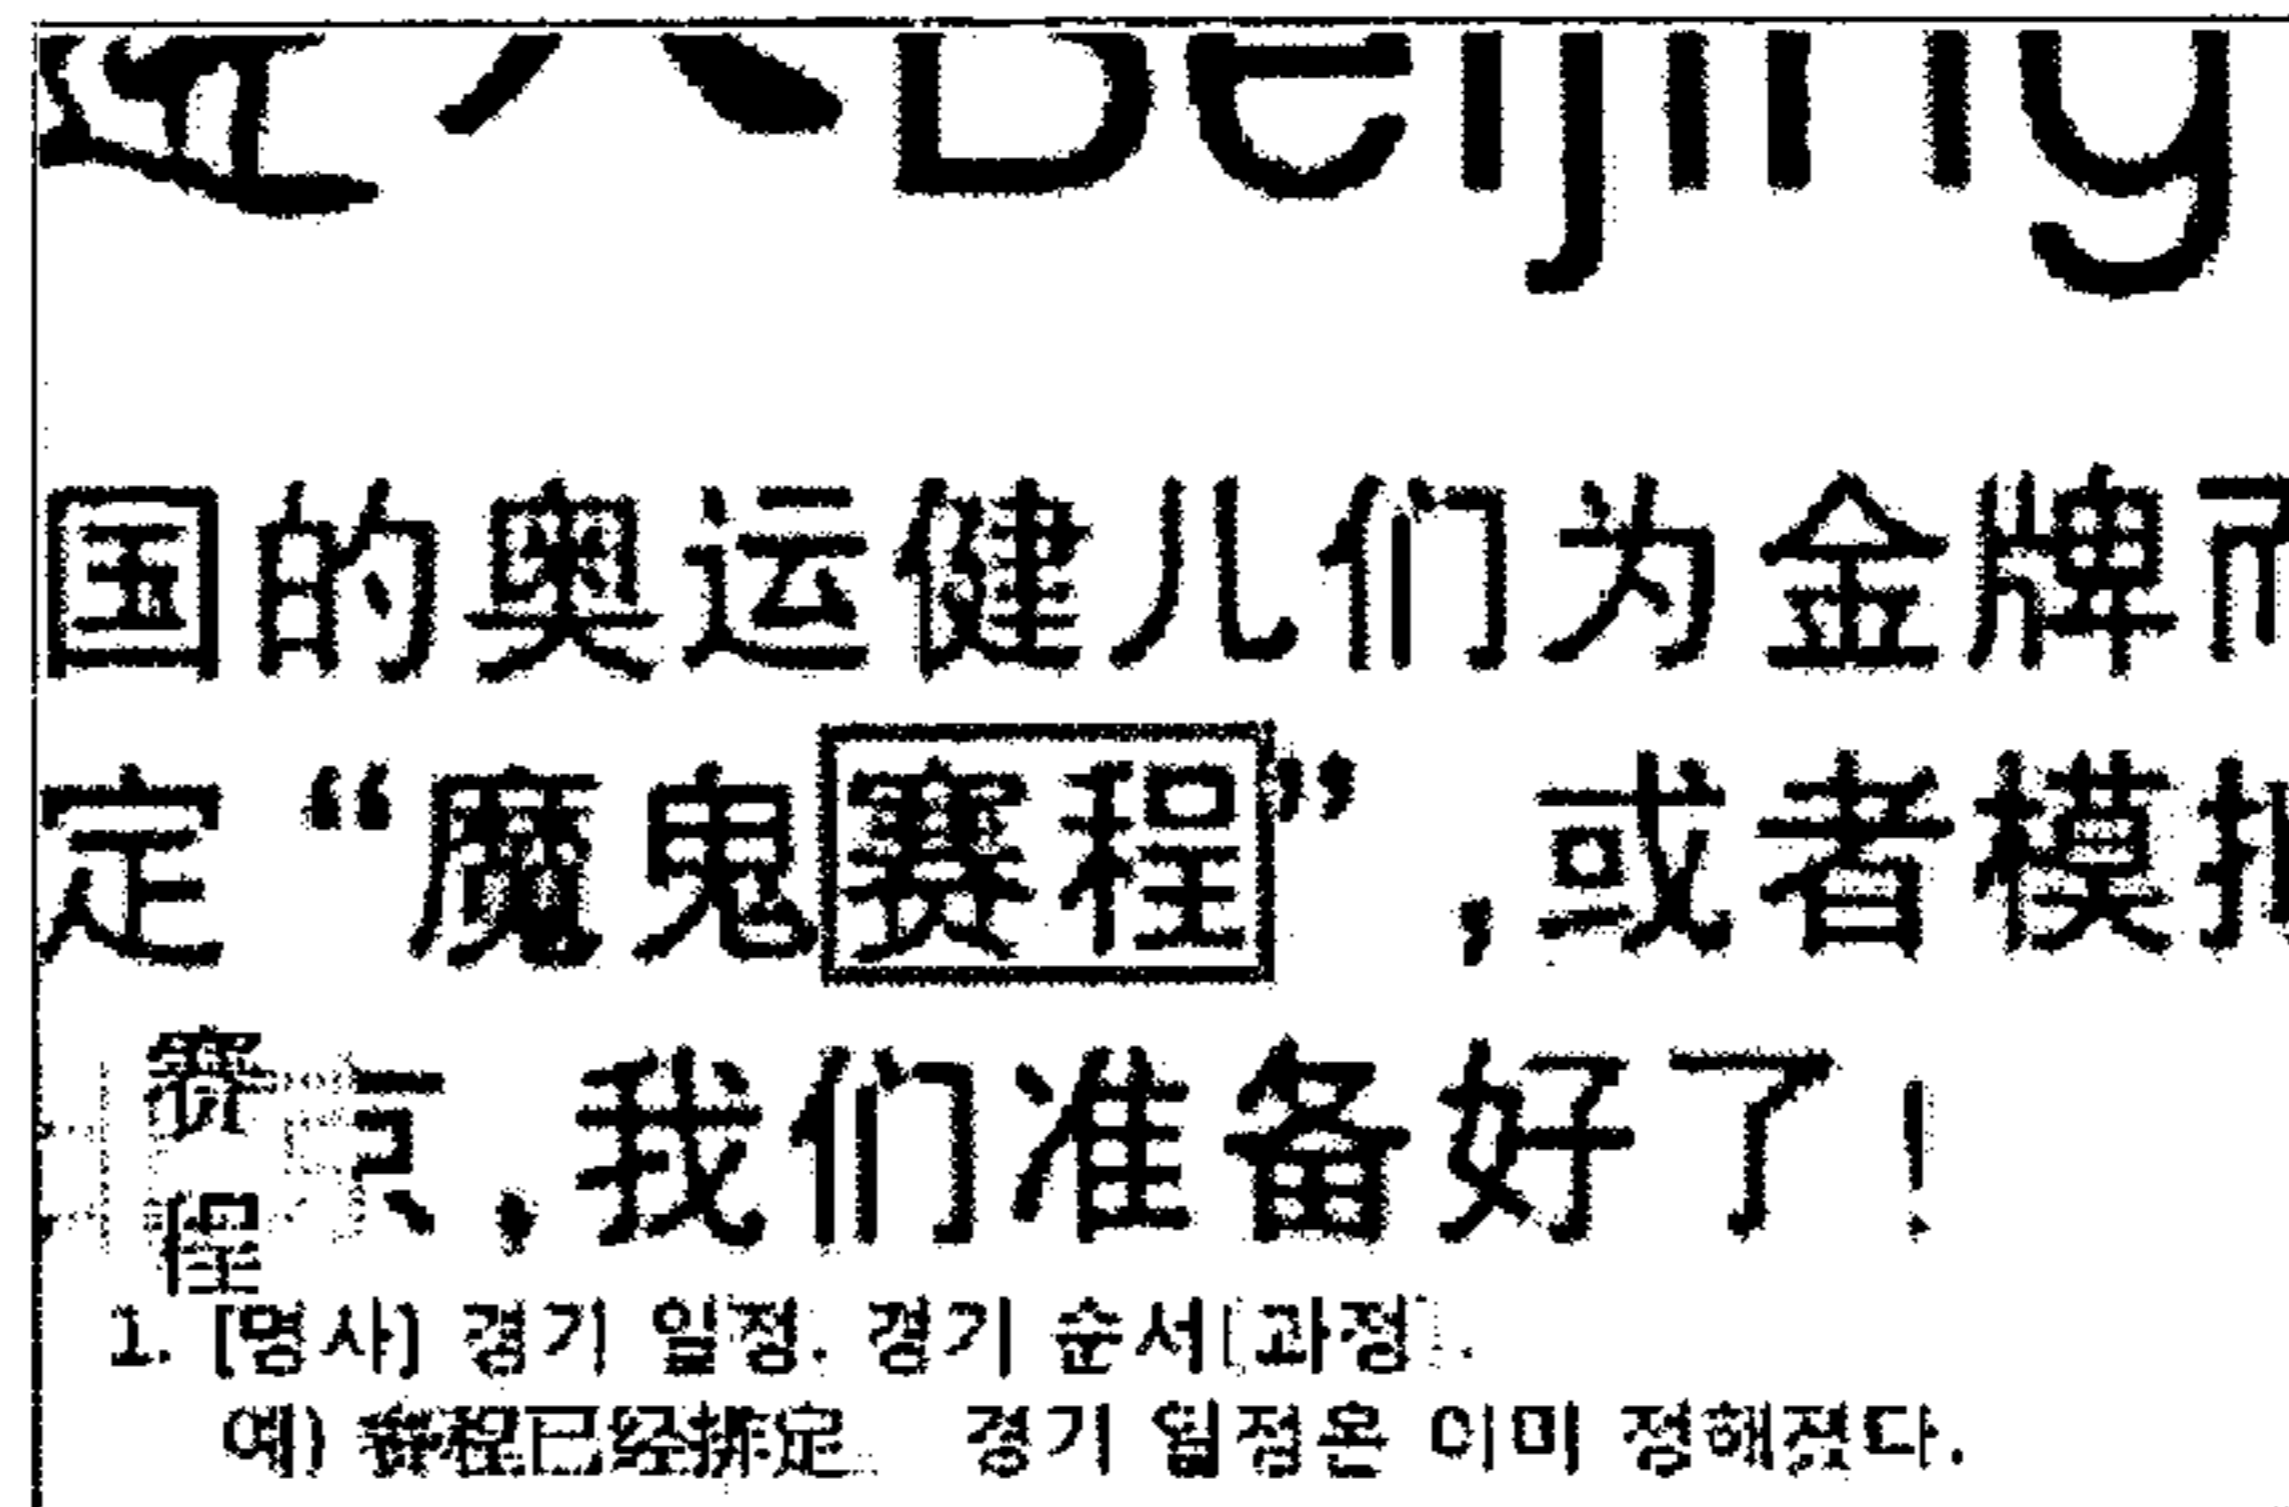 Beijing
国的奥运健儿们为金牌
定“魔鬼赛程”,或者模
赛 京,我们准备好了!
程
1. [명사] 경기 일정. 경기 순서[과정].
예) 赛程已经排定。 경기 일정은 이미 정해졌다.